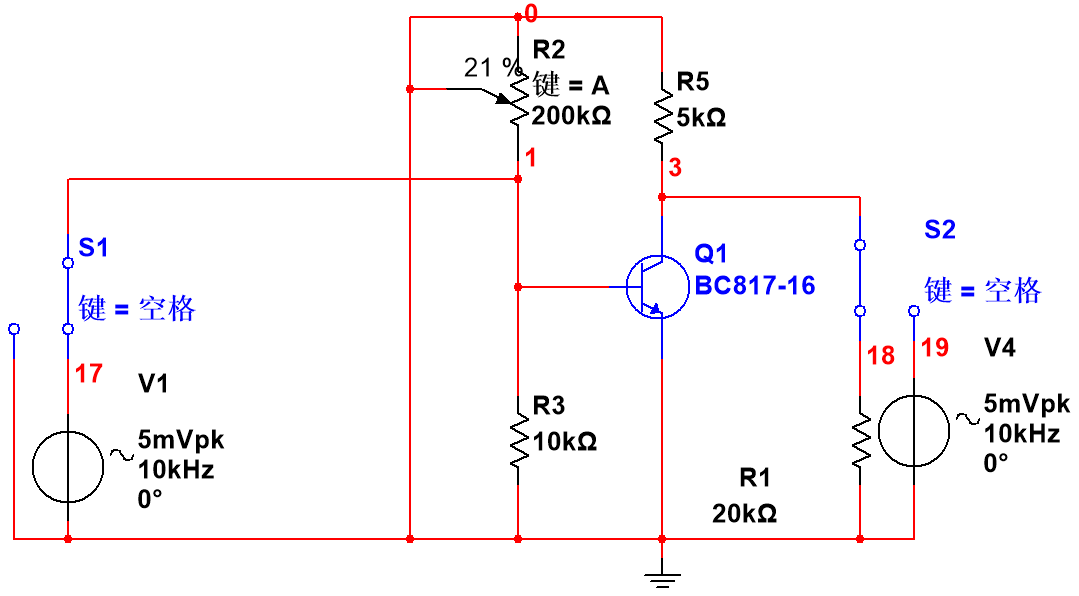 0
R2
21 %
键 = A
200kΩ
R5
5kΩ
1
3
S1
键 = 空格
Q1
BC817-16
S2
键 = 空格
17
V1
5mVpk
10kHz
0°
R3
10kΩ
18
19
V4
5mVpk
10kHz
0°
R1
20kΩ